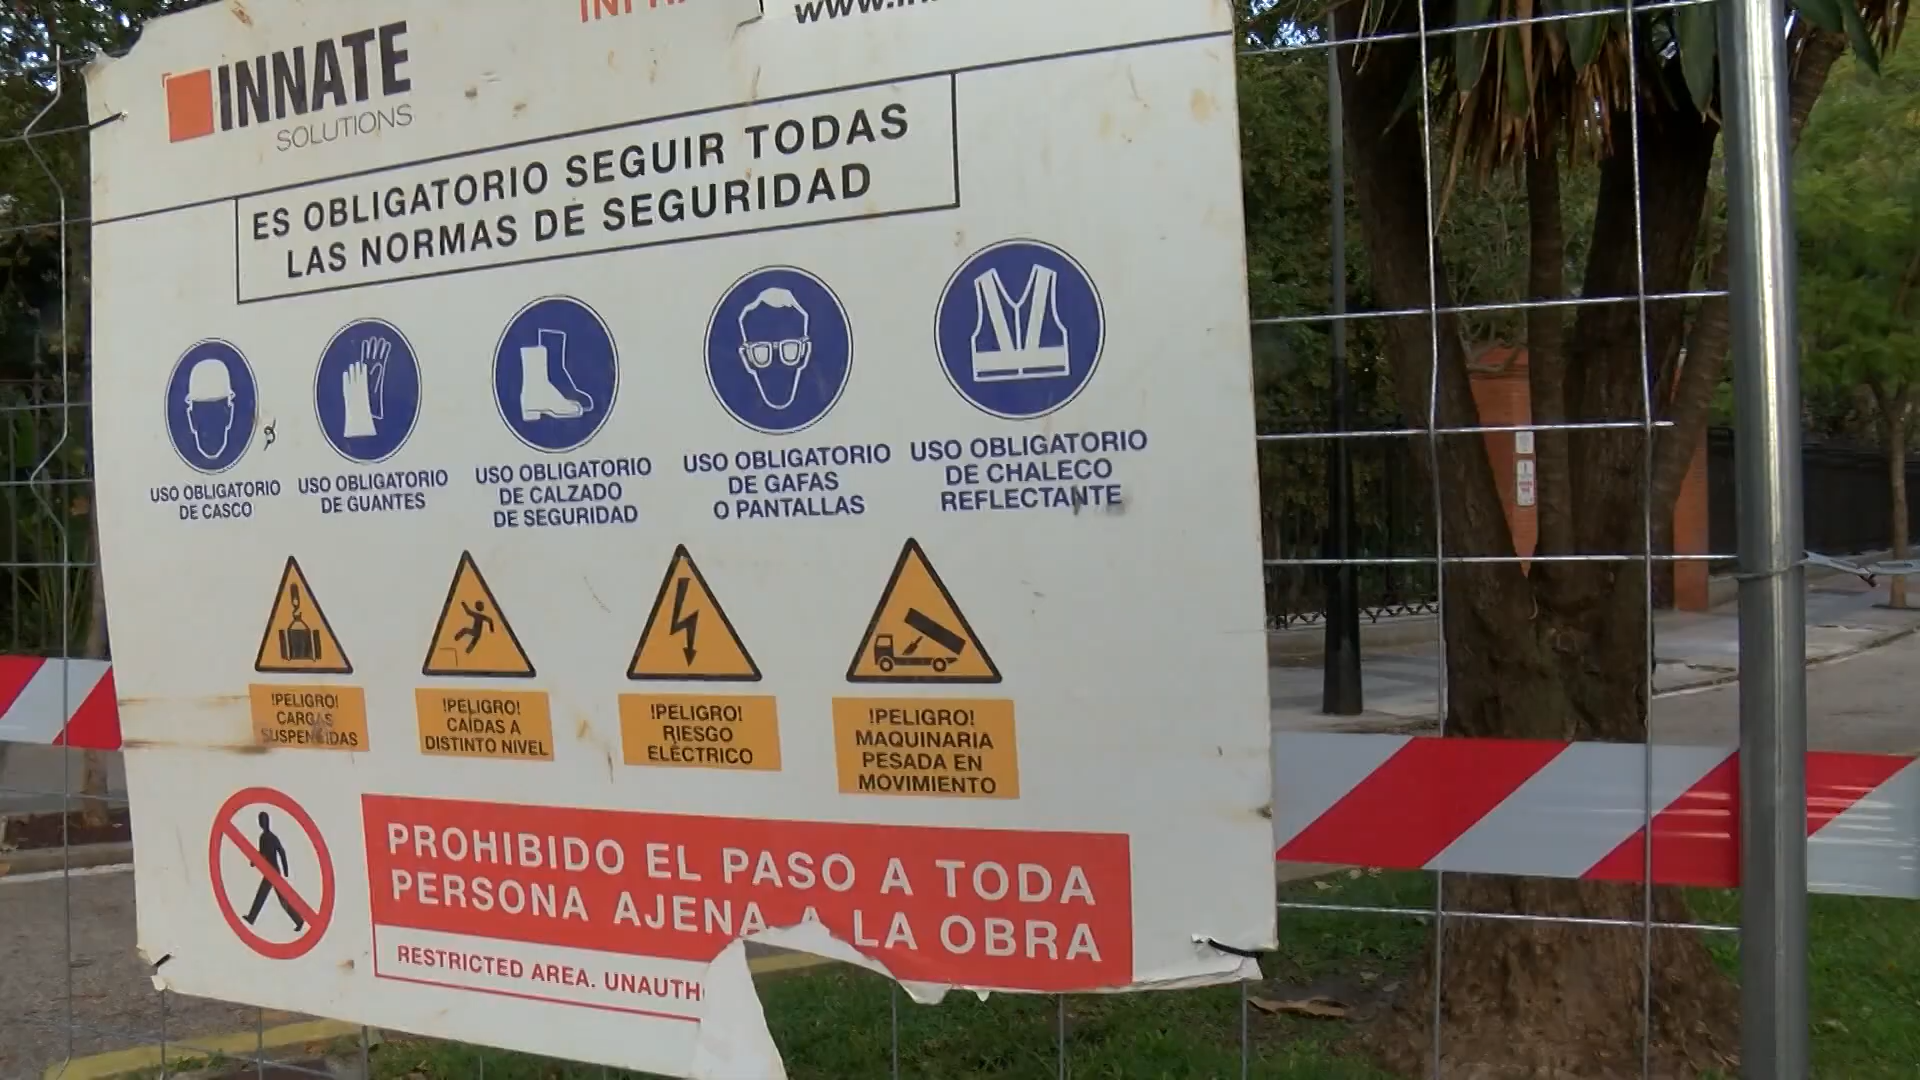 INNATE
SOLUTIONS
ES OBLIGATORIO SEGUIR TODAS
LAS NORMAS DE SEGURIDAD
USO OBLIGATORIO
DE CASCO
USO OBLIGATORIO
DE GUANTES
USO OBLIGATORIO
DE CALZADO
DE SEGURIDAD
USO OBLIGATORIO
DE GAFAS
O PANTALLAS
USO OBLIGATORIO
DE CHALECO
REFLECTANTE
!PELIGRO!
CARGAS
SUSPENDIDAS
!PELIGRO!
CAÍDAS A
DISTINTO NIVEL
!PELIGRO!
RIESGO
ELÉCTRICO
!PELIGRO!
MAQUINARIA
PESADA EN
MOVIMIENTO
PROHIBIDO EL PASO A TODA
PERSONA AJENA A LA OBRA
RESTRICTED AREA. UNAUTH